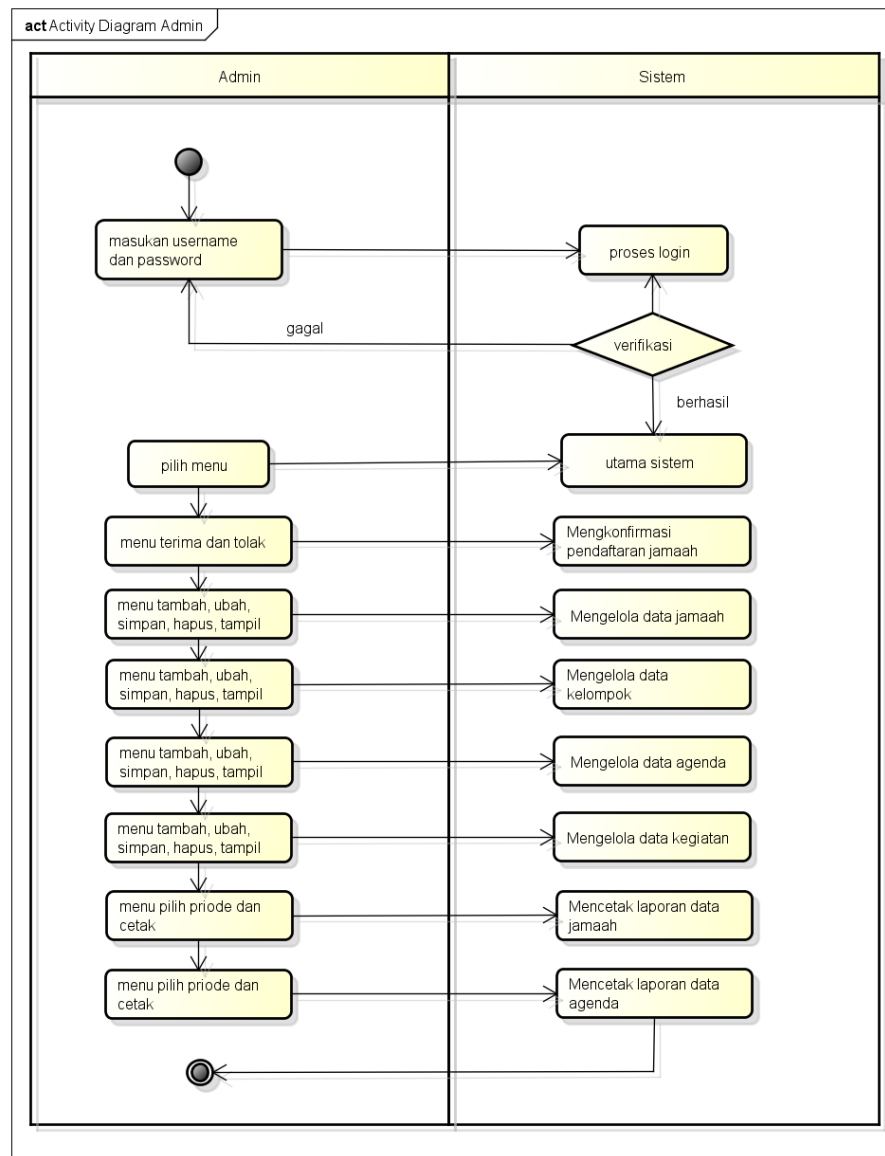 act Activity Diagram Admin
Admin
Sistem
masukan username
dan password
proses login
gagal
verifikasi
berhasil
pilih menu
utama sistem
menu terima dan tolak
Mengkonfirmasi
pendaftaran jamaah
menu tambah, ubah,
simpan, hapus, tampil
Mengelola data jamaah
menu tambah, ubah,
simpan, hapus, tampil
Mengelola data
kelompok
menu tambah, ubah,
simpan, hapus, tampil
Mengelola data agenda
menu tambah, ubah,
simpan, hapus, tampil
Mengelola data kegiatan
menu pilih priode dan
cetak
Mencetak laporan data
jamaah
menu pilih priode dan
cetak
Mencetak laporan data
agenda